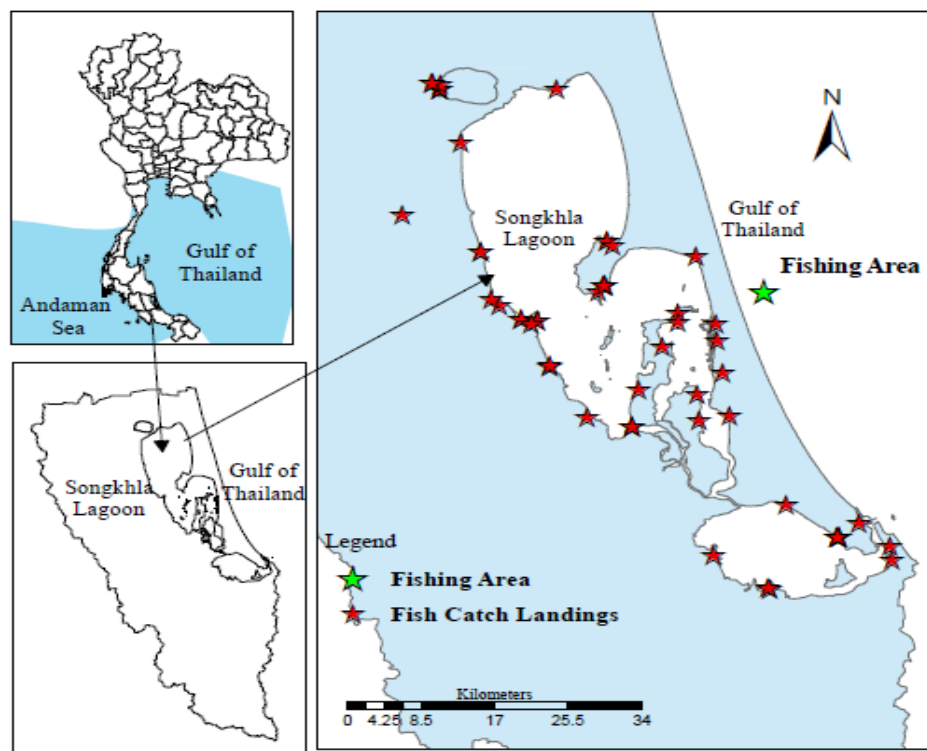 Gulf of
Thailand
Andaman
Sea
Songkhla
Lagoon
Gulf of
Thailand
N
Songkhla
Lagoon
Gulf of
Thailand
Fishing Area
Legend
Fishing Area
Fish Catch Landings
Kilometers
0 4.25 8.5 17 25.5 34